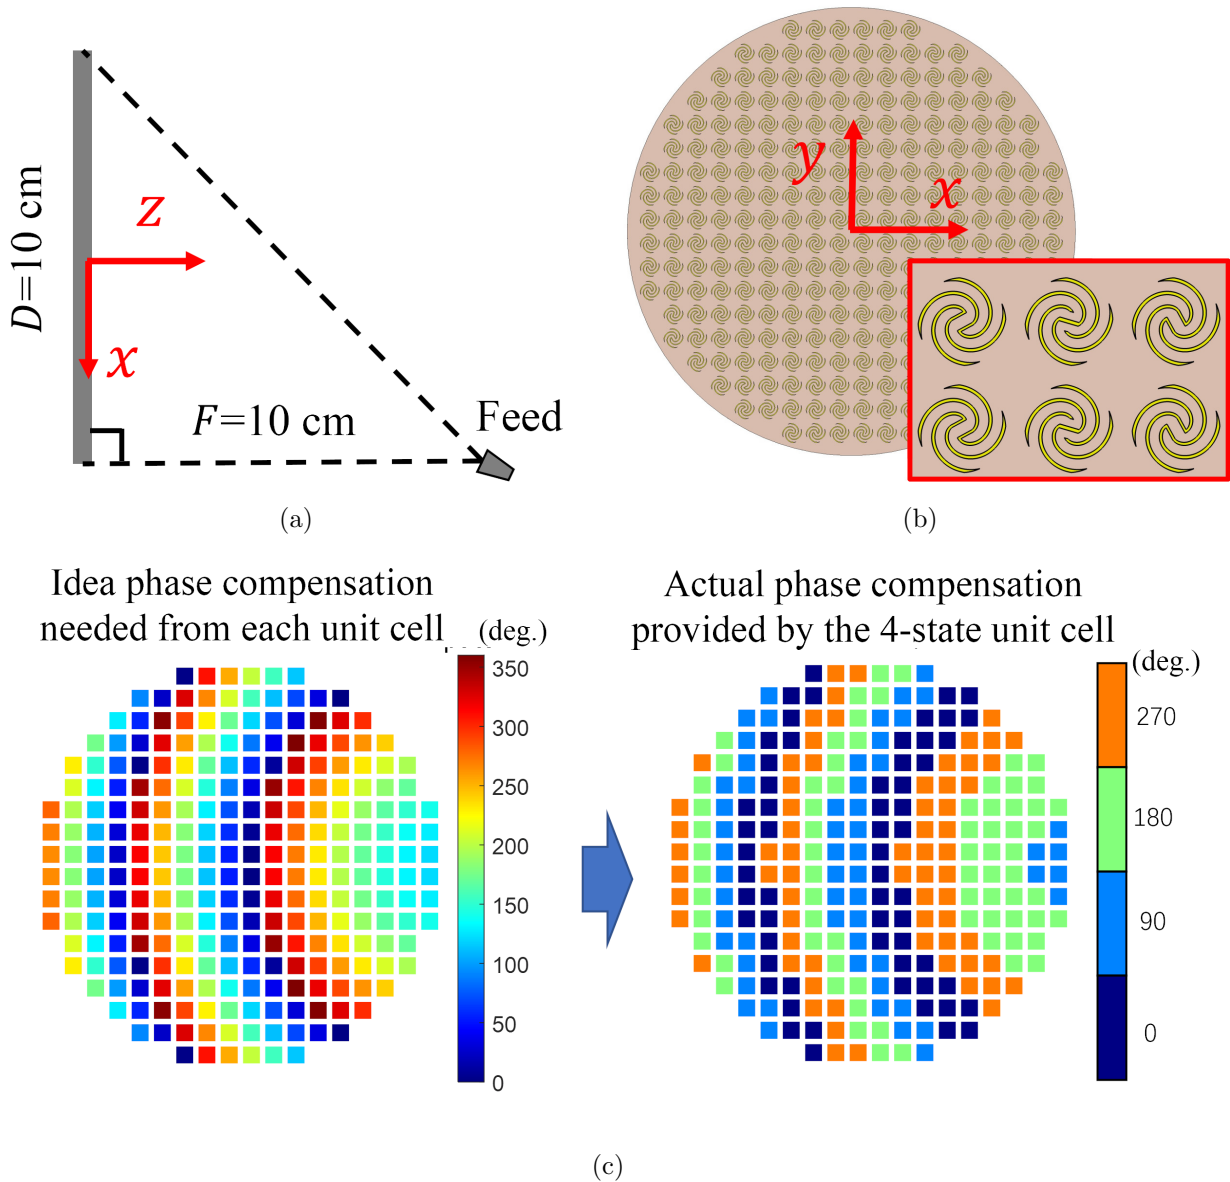 D=10 cm
z
x
F=10 cm
Feed
(a)
y
x
(b)
Idea phase compensation
needed from each unit cell (deg.)
350
300
250
200
150
100
50
0
Actual phase compensation
provided by the 4-state unit cell
(deg.)
270
180
90
0
(c)